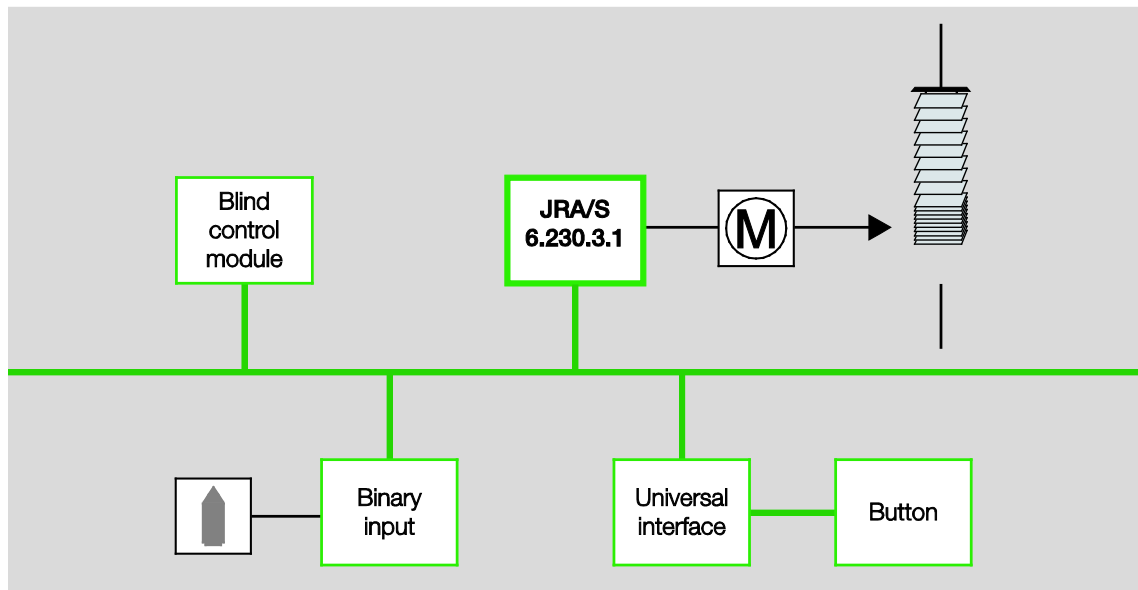 Blind
control
module
JRA/S
6.230.3.1
M
Binary
input
Universal
interface
Button